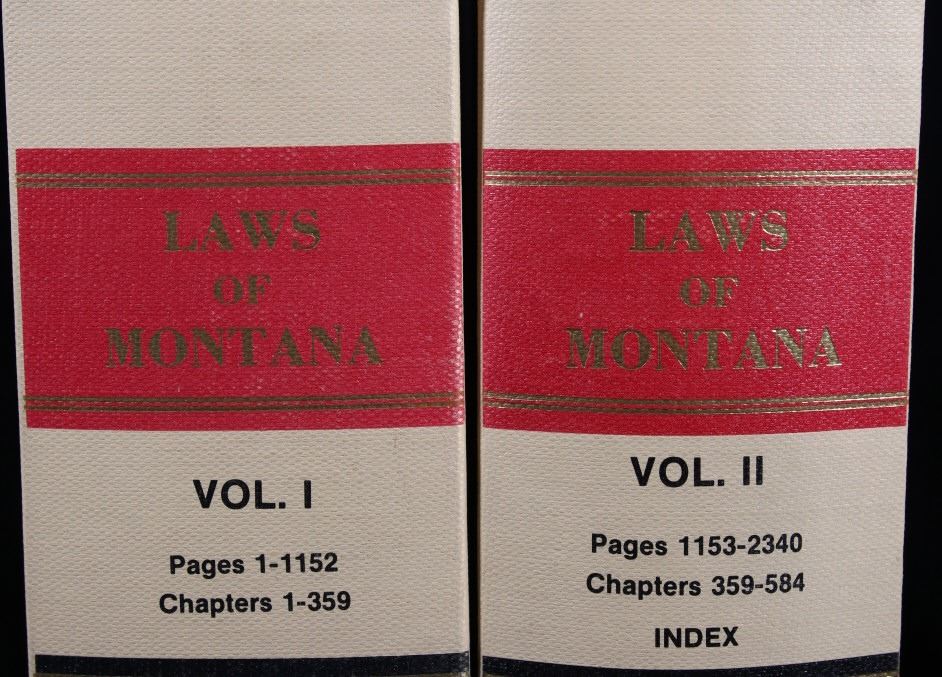 LAWS
OF
MONTANA
VOL. I
Pages 1-1152
Chapters 1-359
LAWS
OF
MONTANA
VOL. II
Pages 1153-2340
Chapters 359-584
INDEX